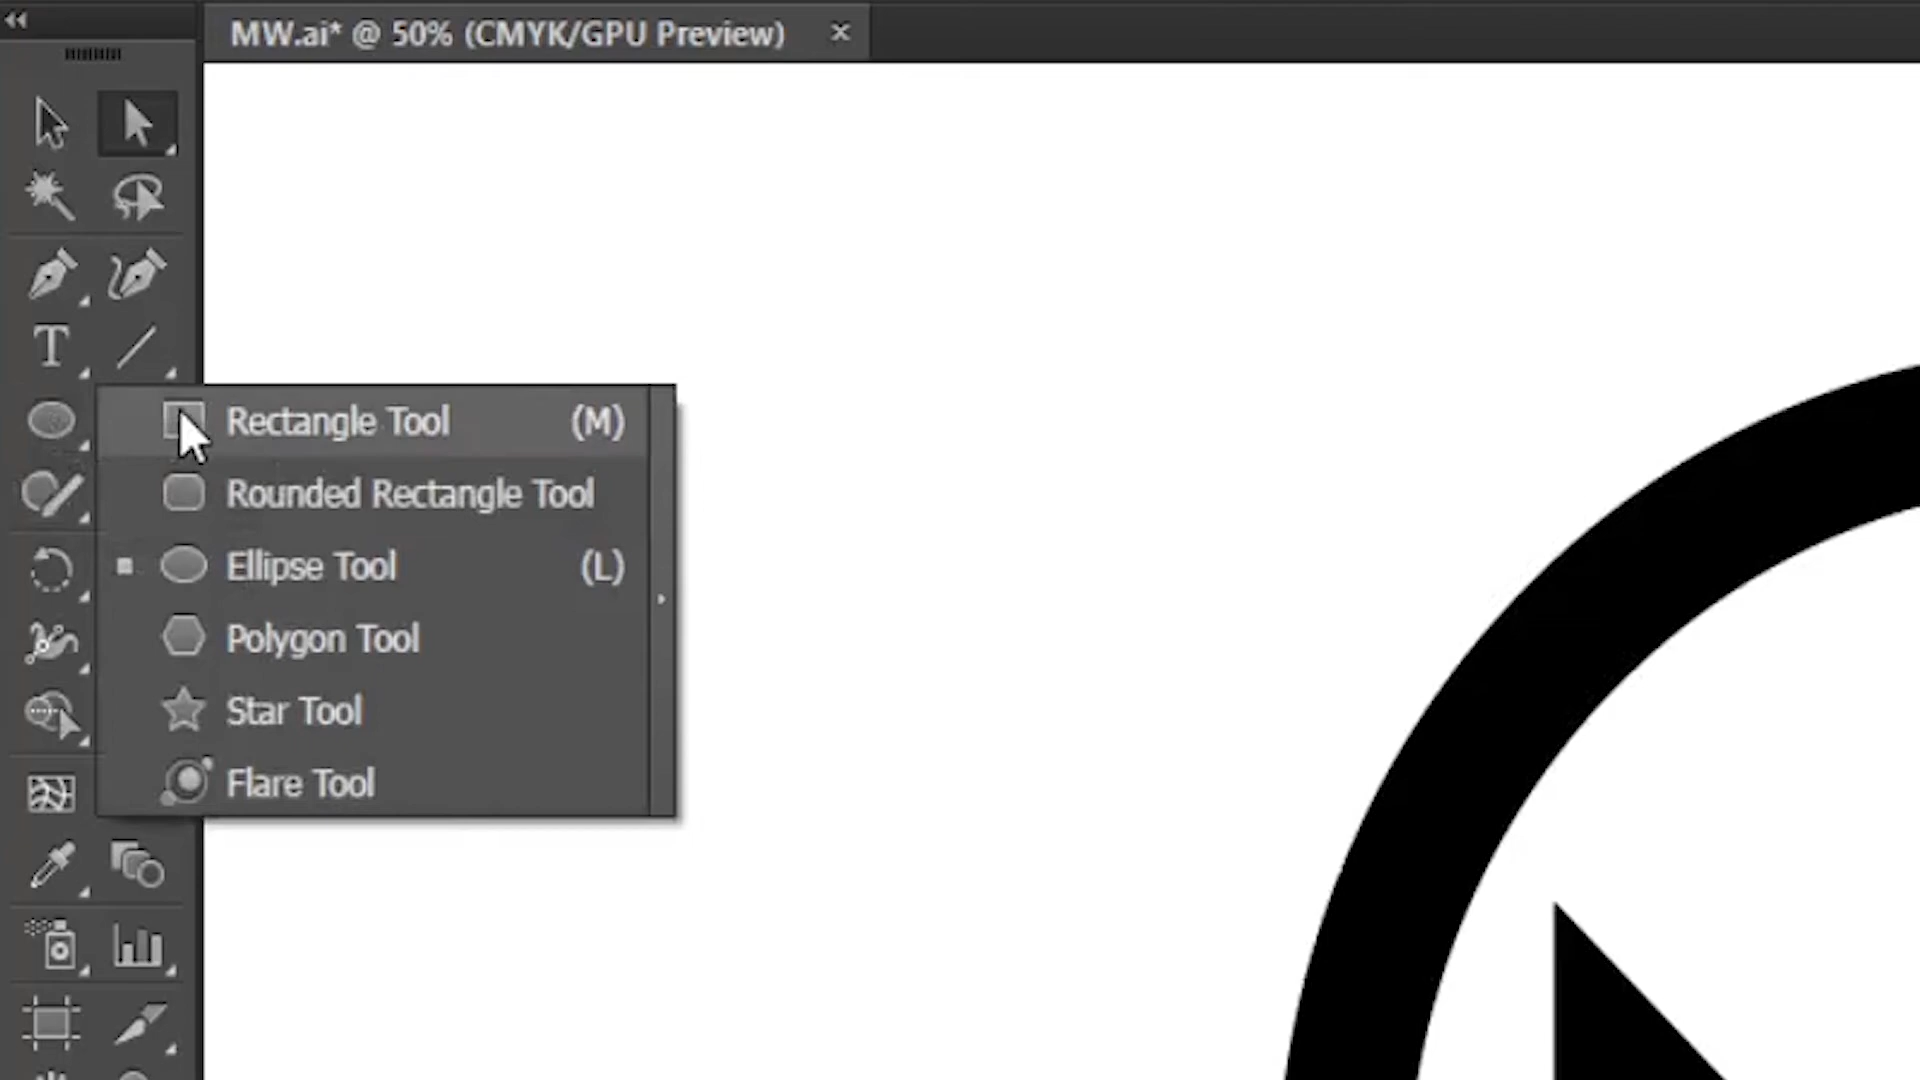 MW.ai* @ 50% (CMYK/GPU Preview) ×
T
Rectangle Tool (M)
Rounded Rectangle Tool
Ellipse Tool (L)
Polygon Tool
Star Tool
Flare Tool